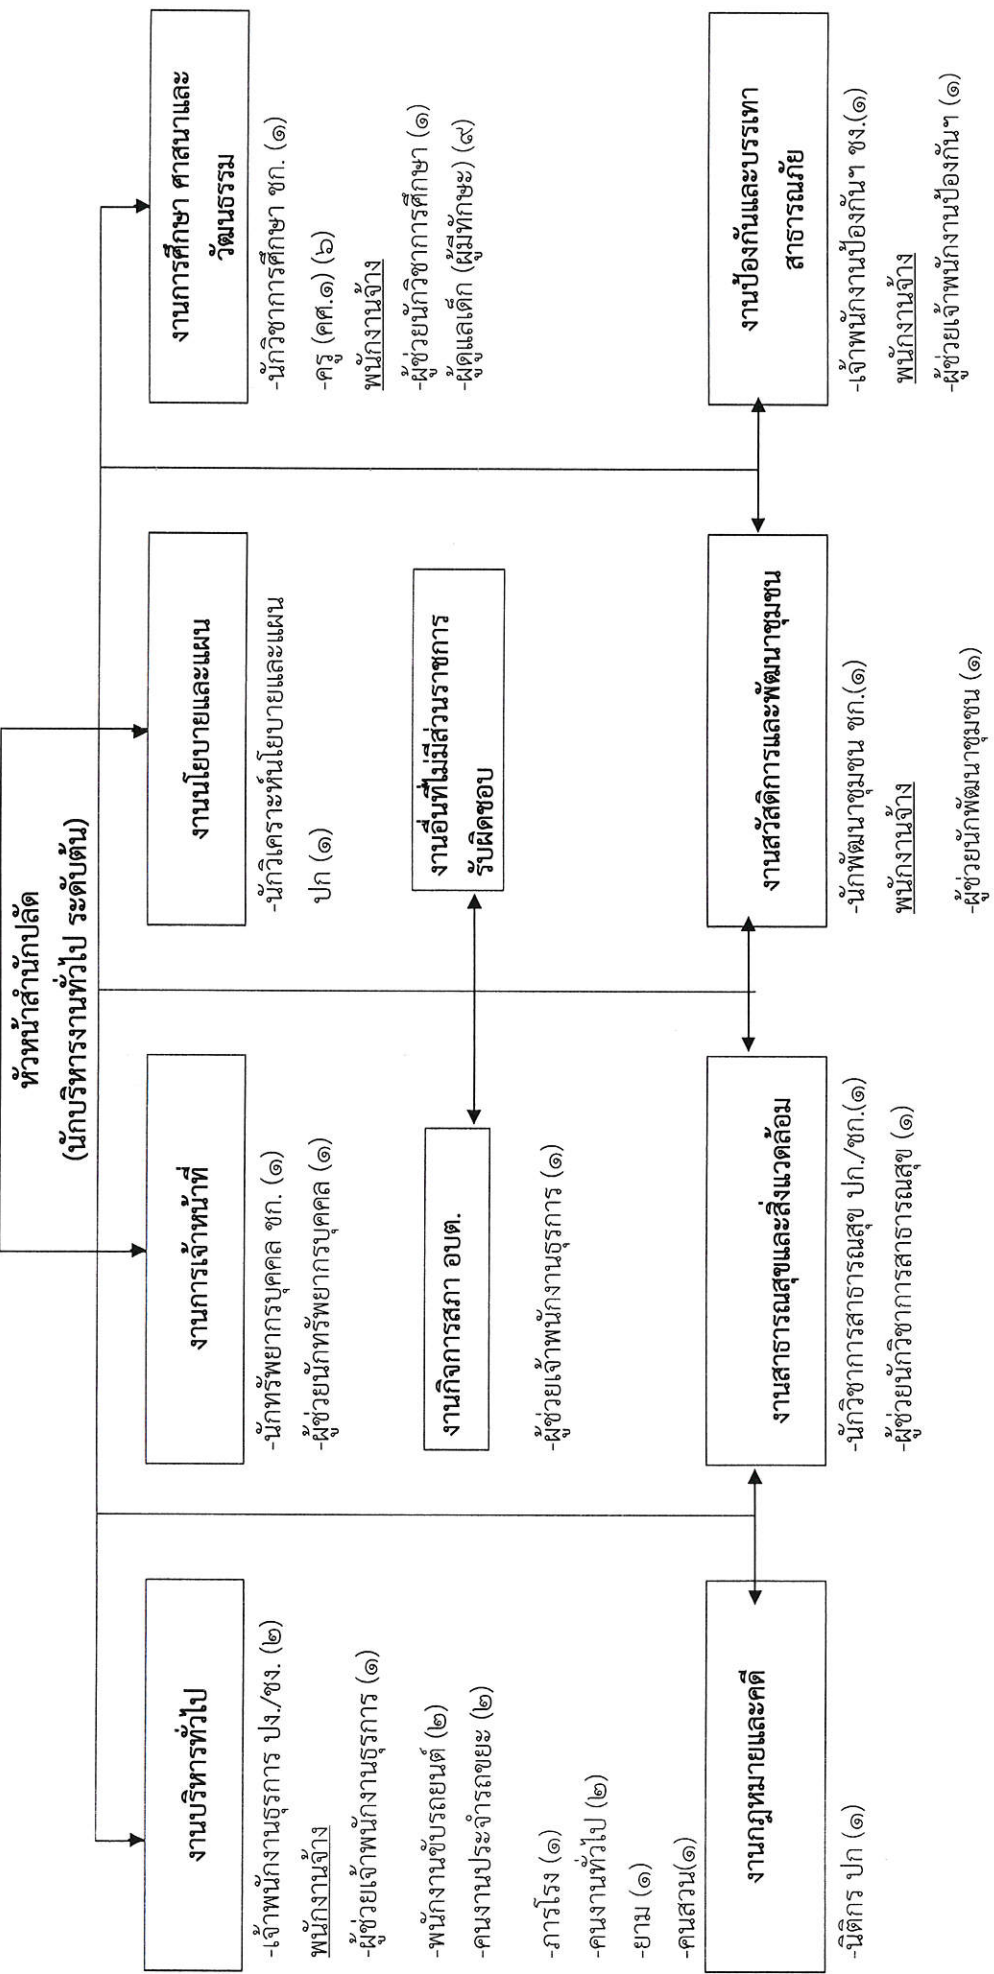 หัวหน้าสำนักปลัด
(นักบริหารงานทั่วไป ระดับต้น)
งานบริหารทั่วไป
-เจ้าพนักงานธุรการ ปง./ชง. (๒)
พนักงานจ้าง
-ผู้ช่วยเจ้าพนักงานธุรการ (๑)
-พนักงานขับรถยนต์ (๒)
-คนงานประจำรถขยะ (๒)
-ภารโรง (๑)
-คนงานทั่วไป (๒)
-ยาม (๑)
-คนสวน(๑)
งานการเจ้าหน้าที่
-นักทรัพยากรบุคคล ชก. (๑)
-ผู้ช่วยนักทรัพยากรบุคคล (๑)
งานนโยบายและแผน
-นักวิเคราะห์นโยบายและแผน
ปก (๑)
งานการศึกษา ศาสนาและ
วัฒนธรรม
-นักวิชาการศึกษา ชก. (๑)
-ครู (คศ.๑) (๖)
พนักงานจ้าง
-ผู้ช่วยนักวิชาการศึกษา (๑)
-ผู้ดูแลเด็ก (ผู้มีทักษะ) (๙)
งานกิจการสภา อบต.
-ผู้ช่วยเจ้าพนักงานธุรการ (๑)
งานอื่นที่ไม่มีส่วนราชการ
รับผิดชอบ
งานกฎหมายและคดี
-นิติกร ปก (๑)
งานสาธารณสุขและสิ่งแวดล้อม
-นักวิชาการสาธารณสุข ปก./ชก.(๑)
-ผู้ช่วยนักวิชาการสาธารณสุข (๑)
งานสวัสดิการและพัฒนาชุมชน
-นักพัฒนาชุมชน ชก.(๑)
พนักงานจ้าง
-ผู้ช่วยนักพัฒนาชุมชน (๑)
งานป้องกันและบรรเทา
สาธารณภัย
-เจ้าพนักงานป้องกันฯ ชง.(๑)
พนักงานจ้าง
-ผู้ช่วยเจ้าพนักงานป้องกันฯ (๑)